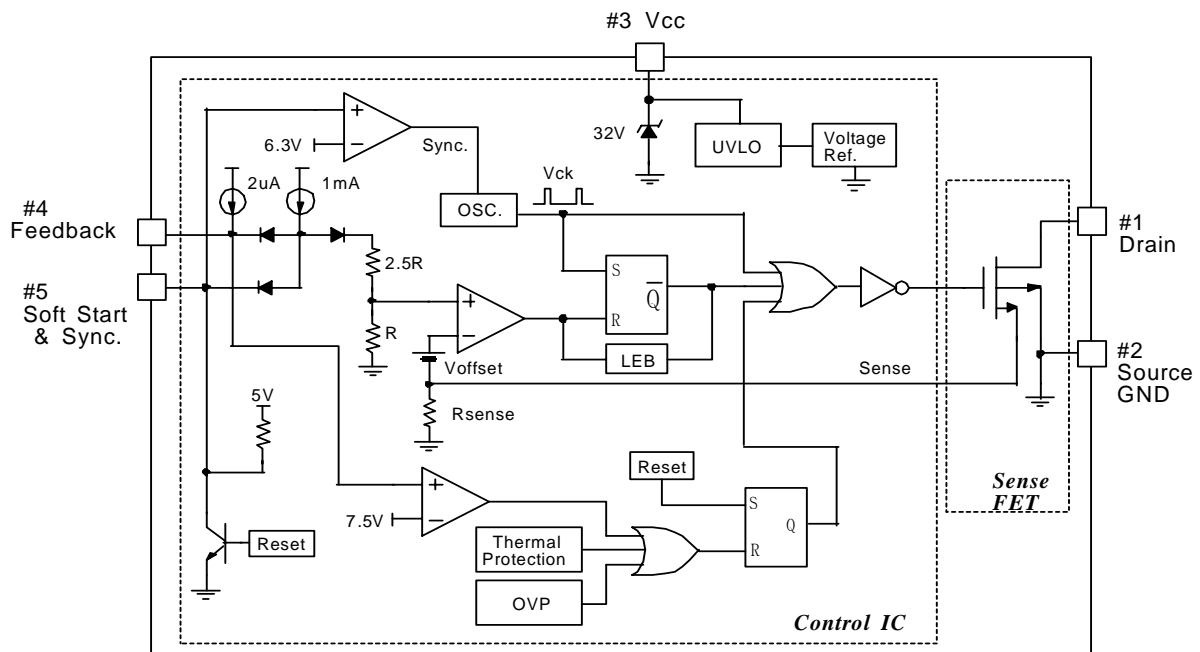 #3 Vcc
32V
UVLO
Voltage
Ref.
+
6.3V
−
Sync.
2uA
1mA
OSC.
Vck
#4
Feedback
#5
Soft Start
& Sync.
2.5R
R
+
−
Voffset
Rsense
S
R
Q
LEB
Sense
#1
Drain
#2
Source
GND
5V
Reset
7.5V
+
−
Thermal
Protection
OVP
Reset
S
R
Q
Sense
FET
Control IC